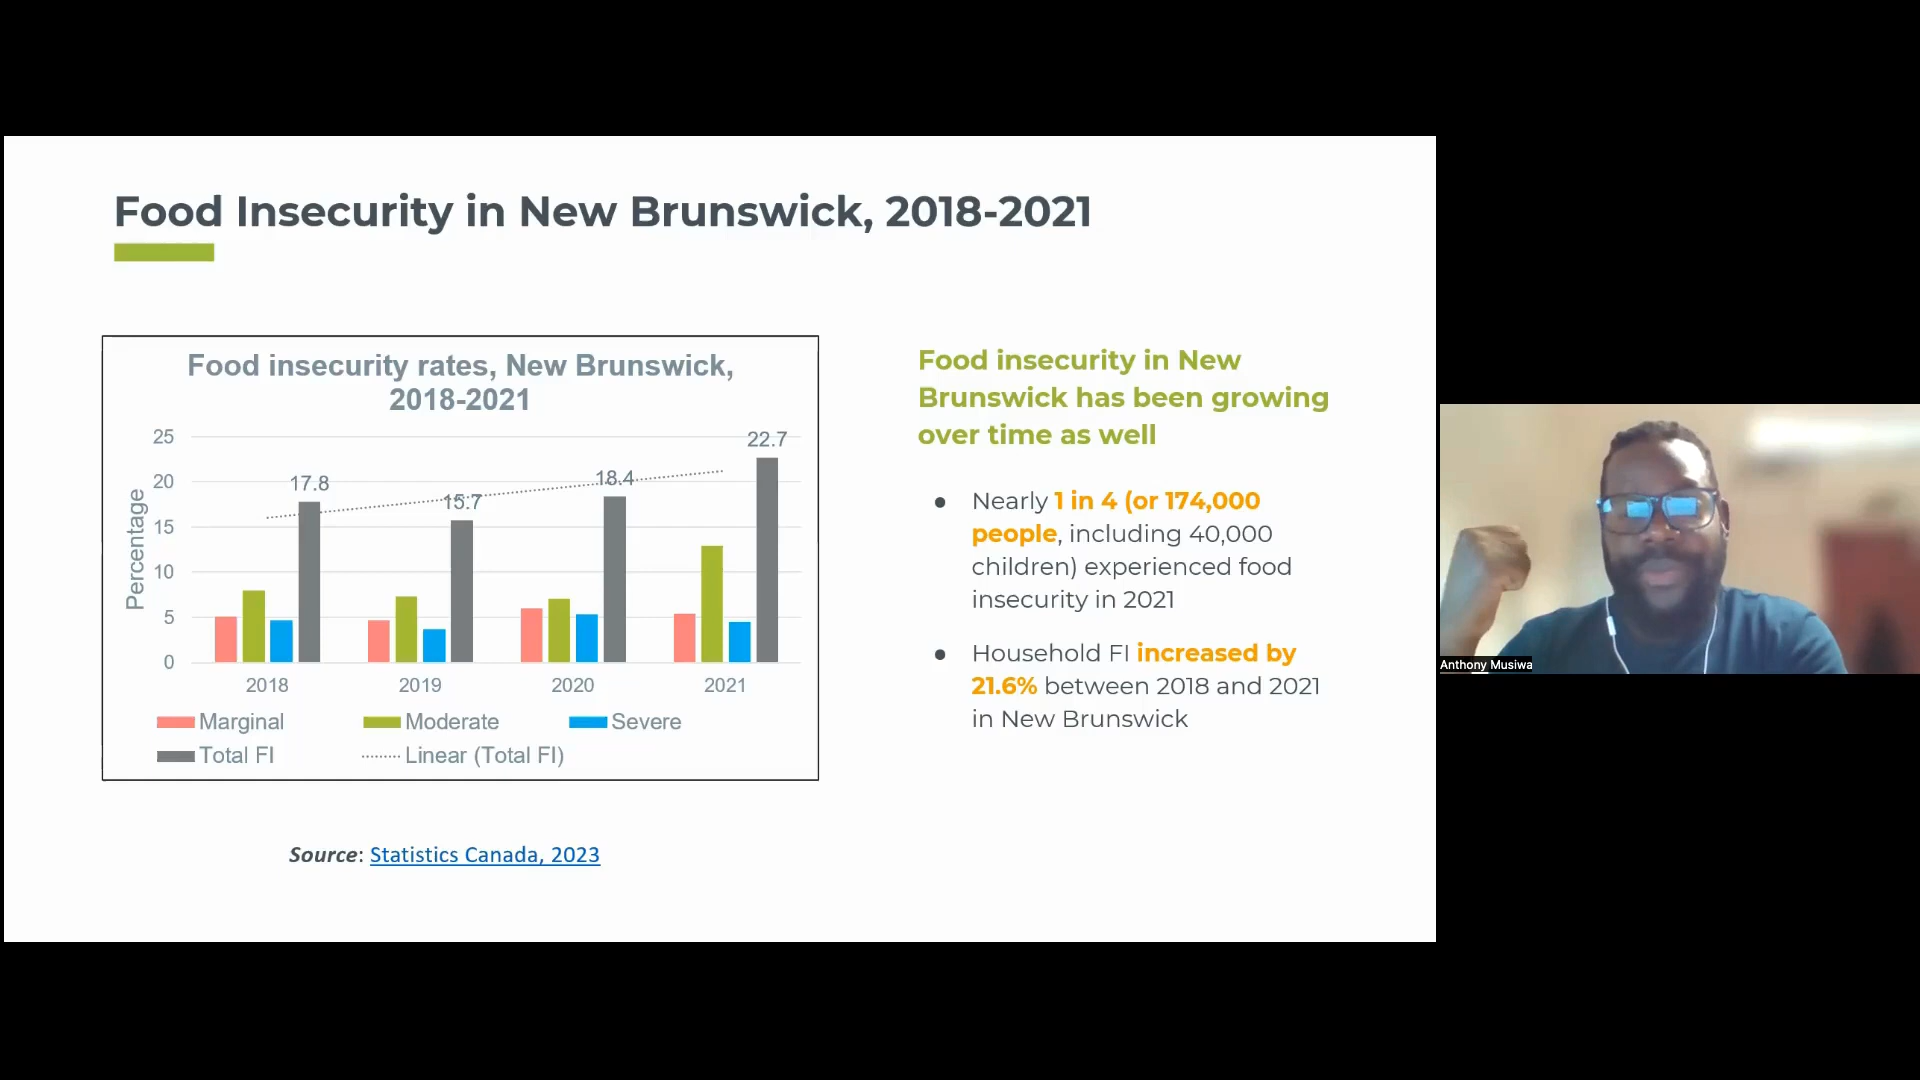 Food Insecurity in New Brunswick, 2018-2021
Food insecurity rates, New Brunswick,
2018-2021
Percentage
25
20
15
10
5
0
17.8
15.7
18.4
22.7
2018
2019
2020
2021
Marginal
Moderate
Severe
Total FI
Linear (Total FI)
Source: Statistics Canada, 2023
Food insecurity in New
Brunswick has been growing
over time as well
● Nearly 1 in 4 (or 174,000
people, including 40,000
children) experienced food
insecurity in 2021
● Household FI increased by
21.6% between 2018 and 2021
in New Brunswick
Anthony Musiwa